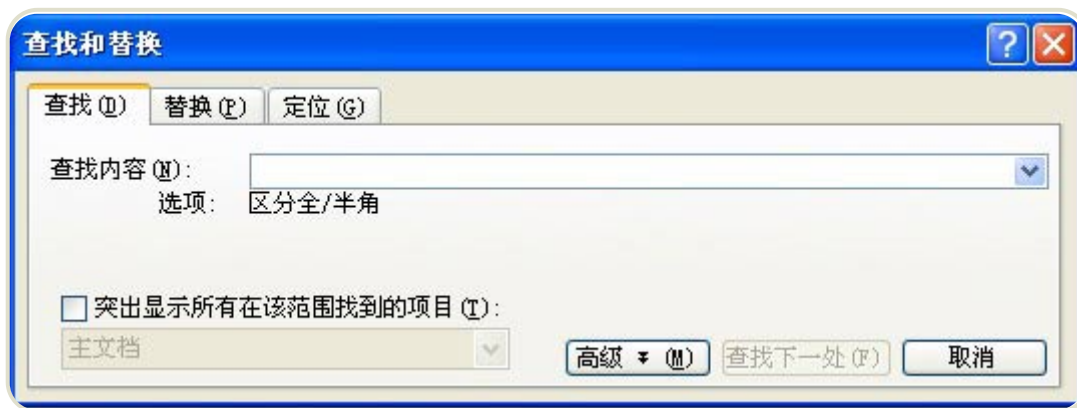 查找和替换
查找(D) 替换(P) 定位(G)
查找内容(N):
选项: 区分全/半角
突出显示所有在该范围找到的项目(T):
主文档
高级 ▼ (M) 查找下一处(F) 取消